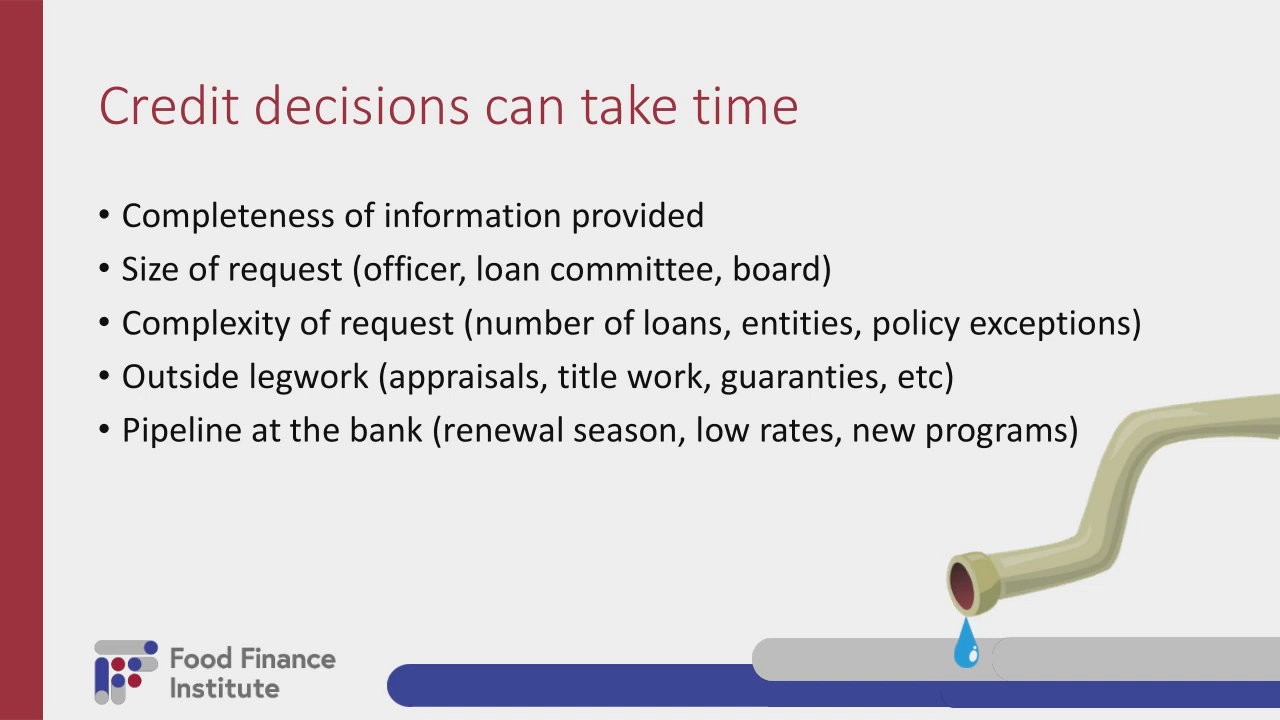 Credit decisions can take time
• Completeness of information provided
• Size of request (officer, loan committee, board)
• Complexity of request (number of loans, entities, policy exceptions)
• Outside legwork (appraisals, title work, guaranties, etc)
• Pipeline at the bank (renewal season, low rates, new programs)
Food Finance
Institute